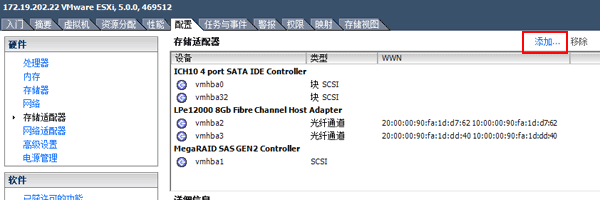 172.19.202.22 VMware ESXi, 5.0.0, 469512
入门 摘要 虚拟机 资源分配 性能 配置 任务与事件 警报 权限 映射 存储视图
硬件
处理器
内存
存储器
网络
存储适配器
网络适配器
高级设置
电源管理
软件
已获许可的功能
存储适配器 添加... 移除
设备 类型 WWN
ICH10 4 port SATA IDE Controller
vmhba0 块 SCSI
vmhba32 块 SCSI
LPe12000 8Gb Fibre Channel Host Adapter
vmhba2 光纤通道 20:00:00:90:fa:1d:d7:62 10:00:00:90:fa:1d:d7:62
vmhba3 光纤通道 20:00:00:90:fa:1d:dd:40 10:00:00:90:fa:1d:dd:40
MegaRAID SAS GEN2 Controller
vmhba1 SCSI
详细信息